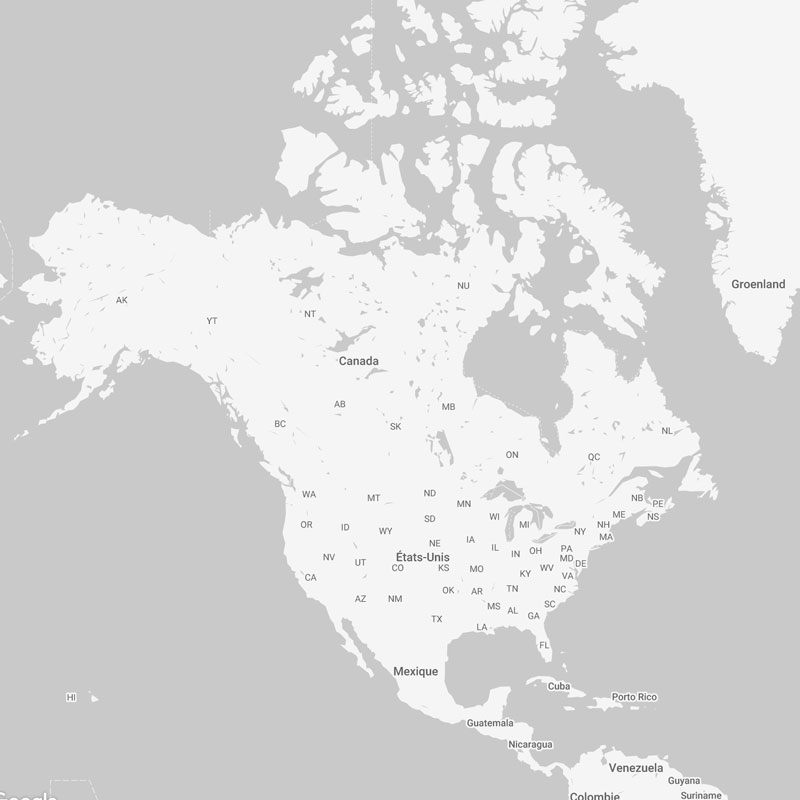 Groenland
NU
AK
NT
YT
Canada
AB
MB
BC
SK
NL
ON
QC
WA
MT
ND
MN
NB
PE
OR
ID
WY
SD
WI
MI
ME
NS
NH
NY
MA
NE
IA
IL
IN
OH
PA
NV
UT
États-Unis
CO
KS
MO
WV
MD
DE
CA
KY
VA
AZ
NM
OK
AR
TN
NC
TX
MS
AL
GA
SC
LA
FL
Mexique
HI
Cuba
Porto Rico
Guatemala
Nicaragua
Venezuela
Guyana
Colombie
Suriname
Google